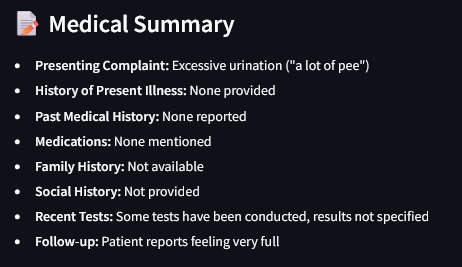 Medical Summary
• Presenting Complaint: Excessive urination ("a lot of pee")
• History of Present Illness: None provided
• Past Medical History: None reported
• Medications: None mentioned
• Family History: Not available
• Social History: Not provided
• Recent Tests: Some tests have been conducted, results not specified
• Follow-up: Patient reports feeling very full